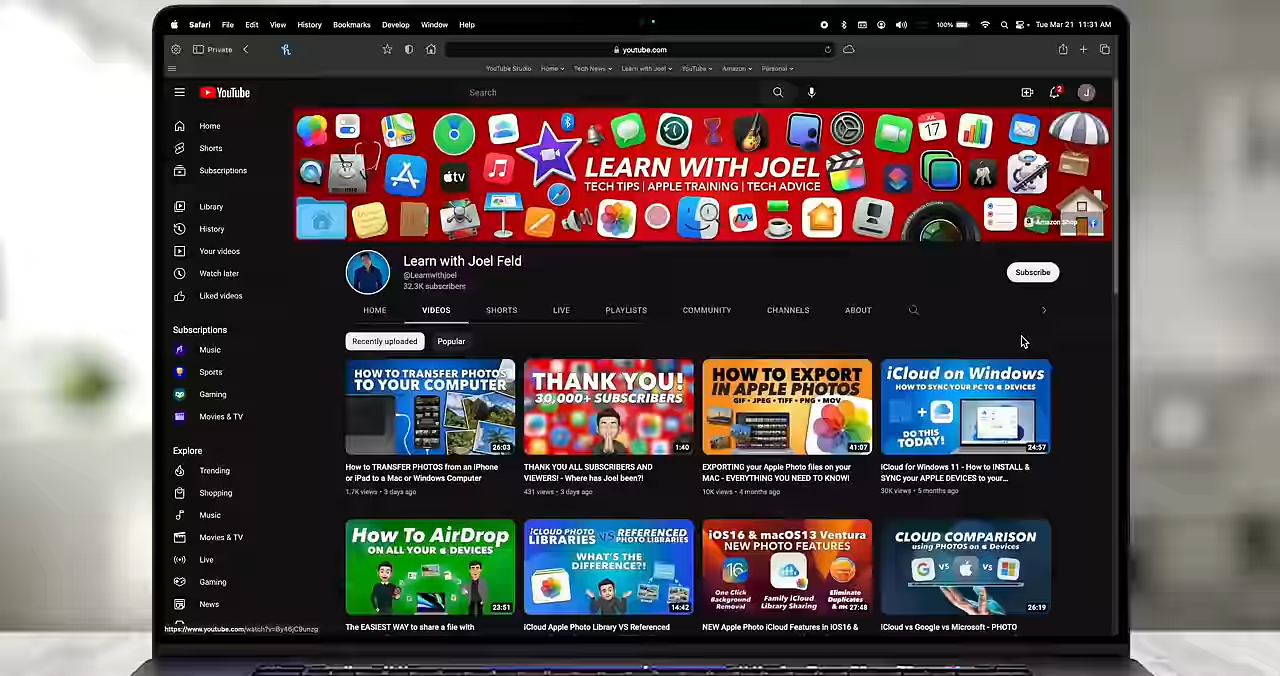 Safari File Edit View History Bookmarks Develop Window Help
100% Tue Mar 21 11:31 AM
Private
youtube.com
YouTube Studio Home Tech News Learn with Joel YouTube Amazon Personal
YouTube
Search
2
J
Home
Shorts
Subscriptions
Library
History
Your videos
Watch later
Liked videos
Subscriptions
Music
Sports
Gaming
Movies & TV
Explore
Trending
Shopping
Music
Movies & TV
Live
Gaming
News
JUL
17
tv
LEARN WITH JOEL
TECH TIPS | APPLE TRAINING | TECH ADVICE
Amazon Shop
Learn with Joel Feld
@Learnwithjoel
32.3K subscribers
Subscribe
HOME VIDEOS SHORTS LIVE PLAYLISTS COMMUNITY CHANNELS ABOUT
Recently uploaded Popular
HOW TO TRANSFER PHOTOS
TO YOUR COMPUTER
26:03
How to TRANSFER PHOTOS from an iPhone
or iPad to a Mac or Windows Computer
1.7K views • 3 days ago
THANK YOU!
30,000+ SUBSCRIBERS
1:40
THANK YOU ALL SUBSCRIBERS AND
VIEWERS! - Where has Joel been?!
431 views • 3 days ago
HOW TO EXPORT
IN APPLE PHOTOS
GIF • JPEG • TIFF • PNG • MOV
41:07
EXPORTING your Apple Photo files on your
MAC - EVERYTHING YOU NEED TO KNOW!
10K views • 4 months ago
iCloud on Windows
HOW TO SYNC YOUR PC TO DEVICES
DO THIS
TODAY!
24:57
iCloud for Windows 11 - How to INSTALL &
SYNC your APPLE DEVICES to your...
30K views • 5 months ago
How To AirDrop
ON ALL YOUR DEVICES
23:51
The EASIEST WAY to share a file with
iCLOUD PHOTO LIBRARIES VS REFERENCED PHOTO LIBRARIES
WHAT'S THE
DIFFERENCE?!
14:42
iCloud Apple Photo Library VS Referenced
iOS16 & macOS13 Ventura
NEW PHOTO FEATURES
16
One Click
Background
Removal
Family iCloud
Library Sharing
Eliminate
Duplicates
27:48
NEW Apple Photo iCloud Features in iOS16 &
CLOUD COMPARISON
using PHOTOS on Devices
G VS VS
26:19
iCloud vs Google vs Microsoft - PHOTO